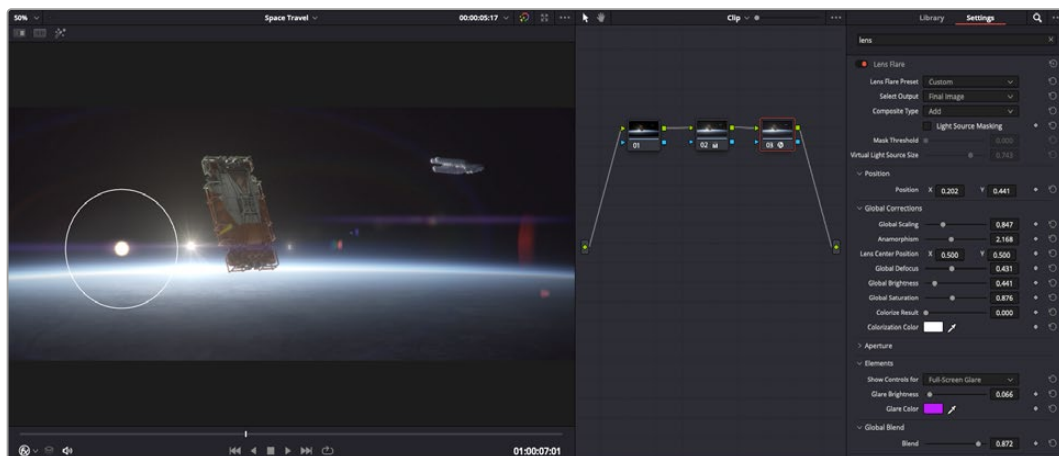 50% Space Travel 00:00:05:17 Clip Library Settings
lens
Lens Flare
Lens Flare Preset Custom
Select Output Final Image
Composite Type Add
Light Source Masking
Mask Threshold 0.000
Virtual Light Source Size 0.743
Position
Position X 0.202 Y 0.441
Global Corrections
Global Scaling 0.847
Anamorphism 2.168
Lens Center Position X 0.500 Y 0.500
Global Defocus 0.431
Global Brightness 0.441
Global Saturation 0.876
Colorize Result 0.000
Colorization Color
Aperture
Elements
Show Controls for Full-Screen Glare
Glare Brightness 0.066
Glare Color
Global Blend
Blend 0.872
01 02 03
01:00:07:01